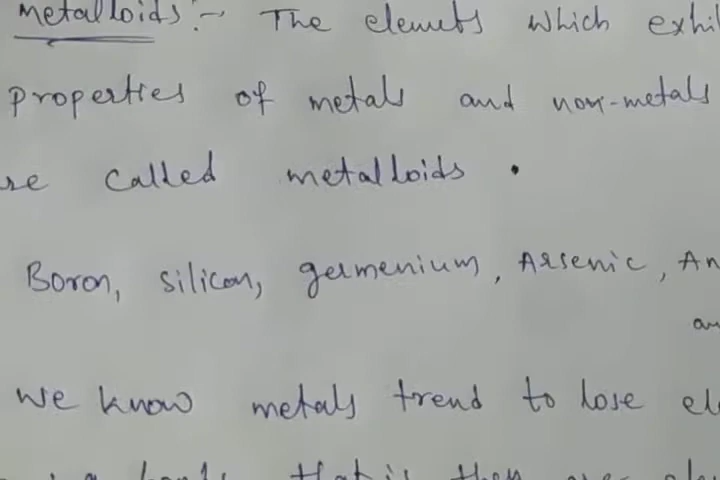 metalloids :- The elemets which exhi
properties of metals and non-metals
re called metalloids .
Boron, silicon, germenium, Arsenic, An
we know metals trend to lose el